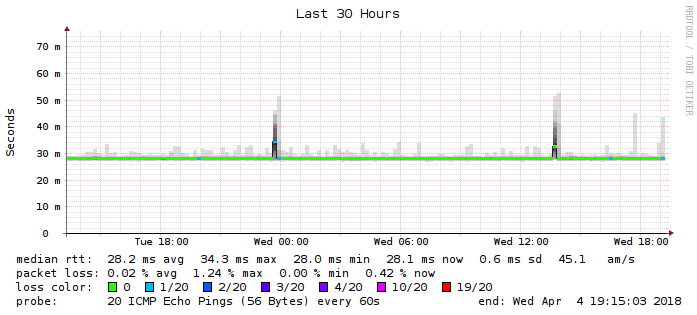 Last 30 Hours
RRDTOOL / TOBI OETIKER
Seconds
70 m
60 m
50 m
40 m
30 m
20 m
10 m
0
Tue 18:00 Wed 00:00 Wed 06:00 Wed 12:00 Wed 18:00
median rtt: 28.2 ms avg 34.3 ms max 28.0 ms min 28.1 ms now 0.6 ms sd 45.1 am/s
packet loss: 0.02 % avg 1.24 % max 0.00 % min 0.42 % now
loss color: 0 1/20 2/20 3/20 4/20 10/20 19/20
probe: 20 ICMP Echo Pings (56 Bytes) every 60s end: Wed Apr 4 19:15:03 2018